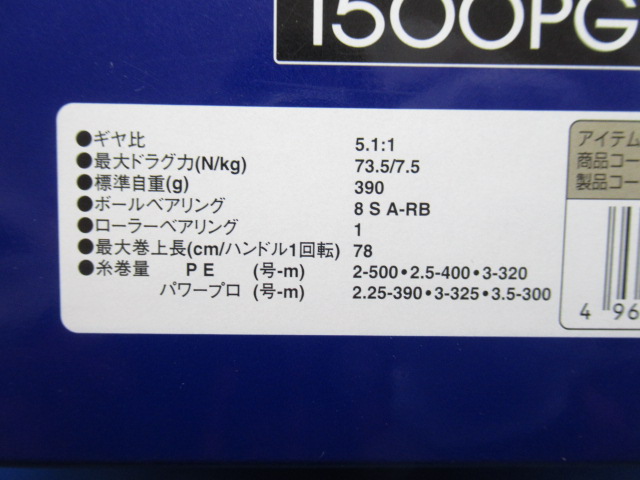 1500PG
●ギヤ比 5.1:1
●最大ドラグ力(N/kg) 73.5/7.5
●標準自重(g) 390
●ボールベアリング 8 S A-RB
●ローラーベアリング 1
●最大巻上長(cm/ハンドル1回転) 78
●糸巻量 PE (号-m) 2-500・2.5-400・3-320
パワープロ (号-m) 2.25-390・3-325・3.5-300
アイテム
商品コー
製品コー
4 96